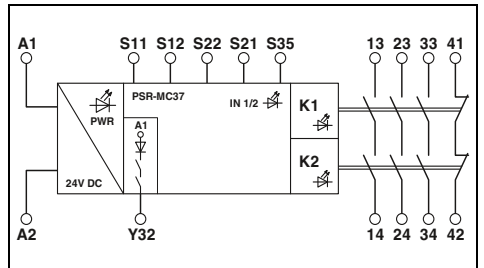 A1 S11 S12 S22 S21 S35 13 23 33 41
PSR-MC37
IN 1/2 K1
PWR A1
K2
24V DC
A2 Y32 14 24 34 42